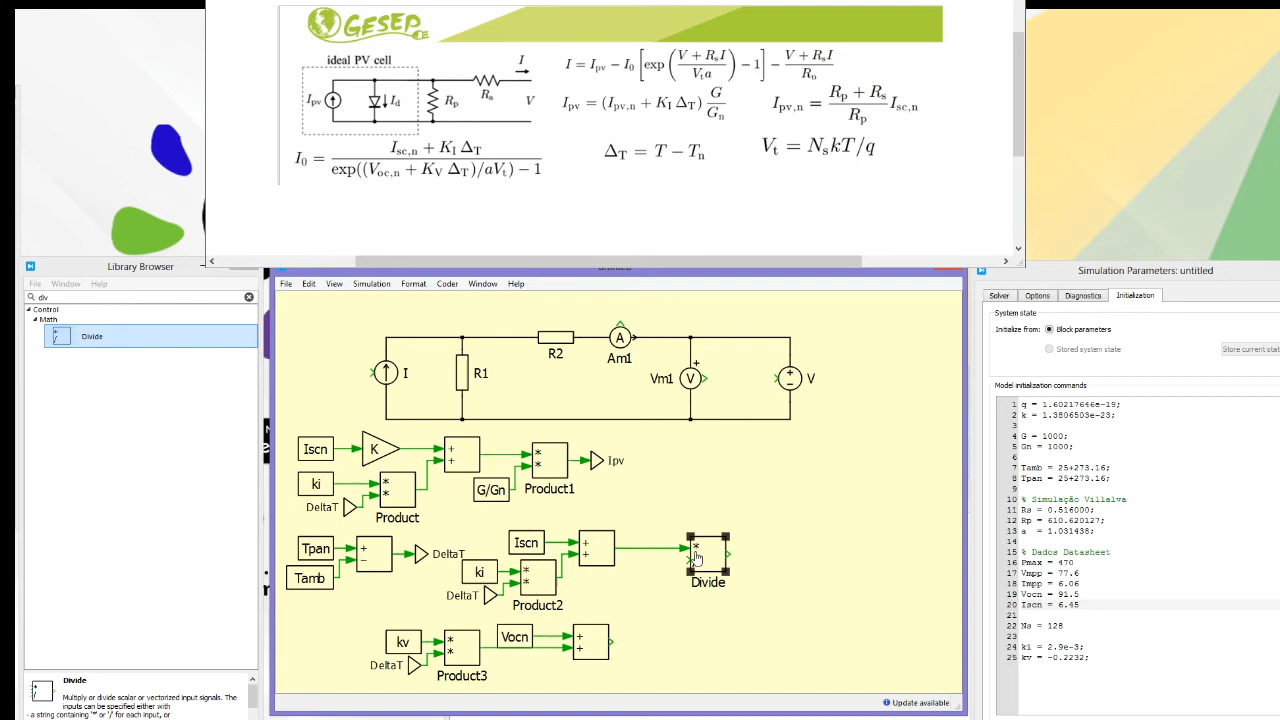 GESEP
ideal PV cell
I
I = I_pv − I_0 [exp((V + R_s I)/(V_t a)) − 1] − (V + R_s I)/R_p
I_pv I_d R_p R_s V
I_pv = (I_pv,n + K_I Δ_T) G/G_n
I_pv,n = (R_p + R_s)/R_p I_sc,n
I_0 = (I_sc,n + K_I Δ_T)/(exp((V_oc,n + K_V Δ_T)/aV_t) − 1)
Δ_T = T − T_n
V_t = N_s kT/q
Library Browser
File Window Help
div
Control
Math
Divide
Divide
Multiply or divide scalar or vectorized input signals. The
inputs can be specified either with
- a string containing '*' or '/' for each input, or
untitled
File Edit View Simulation Format Coder Window Help
I
R1
R2
A
Am1
Vm1
V
V
Iscn
K
ki
DeltaT
Product
G/Gn
Product1
Ipv
Tpan
Tamb
DeltaT
Iscn
ki
DeltaT
Product2
Divide
kv
DeltaT
Product3
Vocn
Update available
Simulation Parameters: untitled
Solver Options Diagnostics Initialization
System state
Initialize from: Block parameters
Stored system state
Store current stat
Model initialization commands
1 q = 1.60217646e-19;
2 k = 1.3806503e-23;
3
4 G = 1000;
5 Gn = 1000;
6
7 Tamb = 25+273.16;
8 Tpan = 25+273.16;
9
10 % Simulação Villalva
11 Rs = 0.516000;
12 Rp = 610.620127;
13 a = 1.031438;
14
15 % Dados Datasheet
16 Pmax = 470
17 Vmpp = 77.6
18 Impp = 6.06
19 Vocn = 91.5
20 Iscn = 6.45
21
22 Ns = 128
23
24 ki = 2.9e-3;
25 kv = -0.2232;